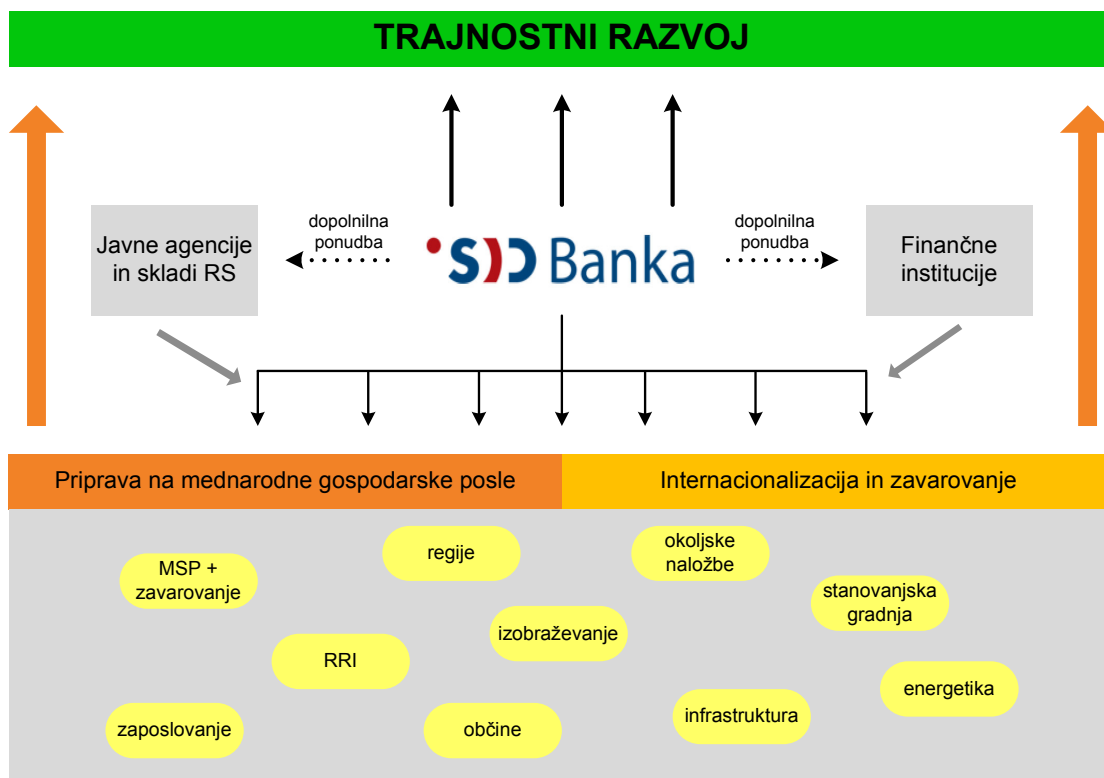 TRAJNOSTNI RAZVOJ
Javne agencije
in skladi RS
dopolnilna
ponudba
SID Banka
dopolnilna
ponudba
Finančne
institucije
Priprava na mednarodne gospodarske posle
Internacionalizacija in zavarovanje
MSP +
zavarovanje
regije
okoljske
naložbe
stanovanjska
gradnja
izobraževanje
RRI
energetika
zaposlovanje
občine
infrastruktura